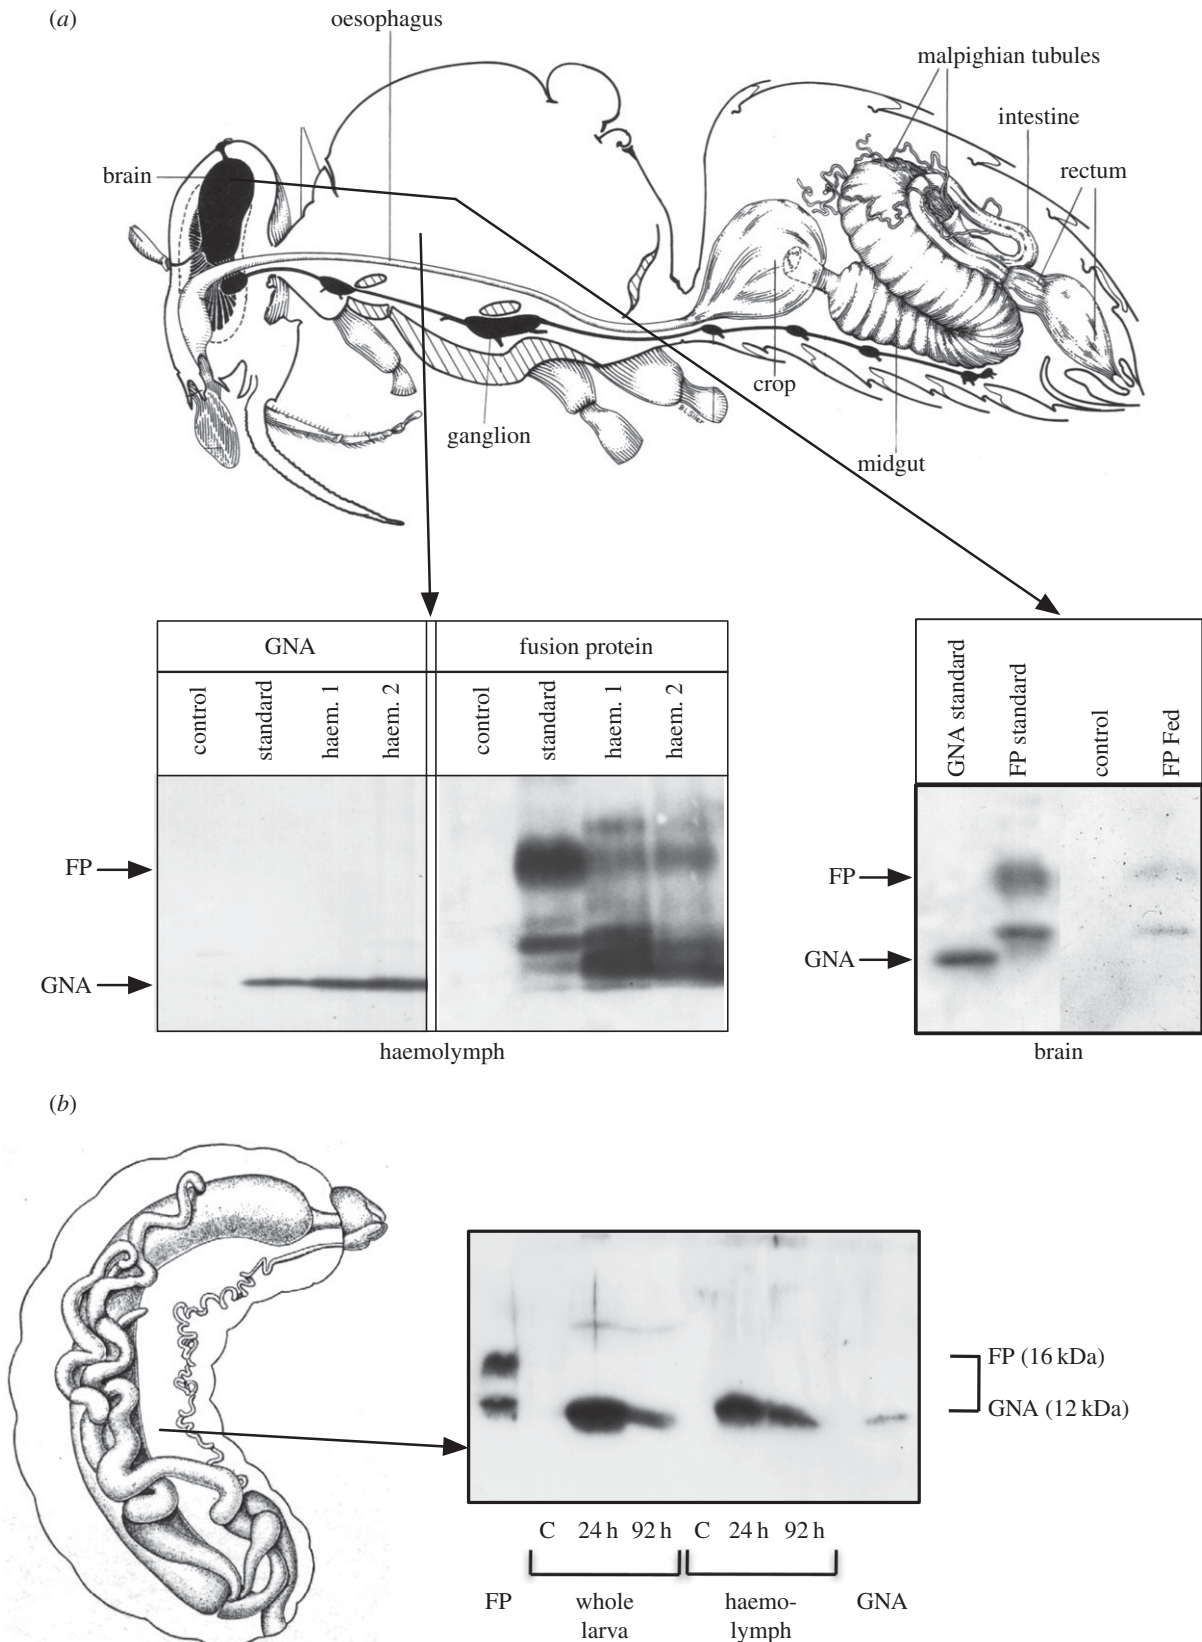 (a)
oesophagus
malpighian tubules
intestine
rectum
brain
crop
ganglion
midgut
GNA
fusion protein
control
standard
haem. 1
haem. 2
control
standard
haem. 1
haem. 2
FP
GNA
haemolymph
GNA standard
FP standard
control
FP Fed
FP
GNA
brain
(b)
FP (16 kDa)
GNA (12 kDa)
C 24 h 92 h C 24 h 92 h
FP
whole
larva
haemo-
lymph
GNA